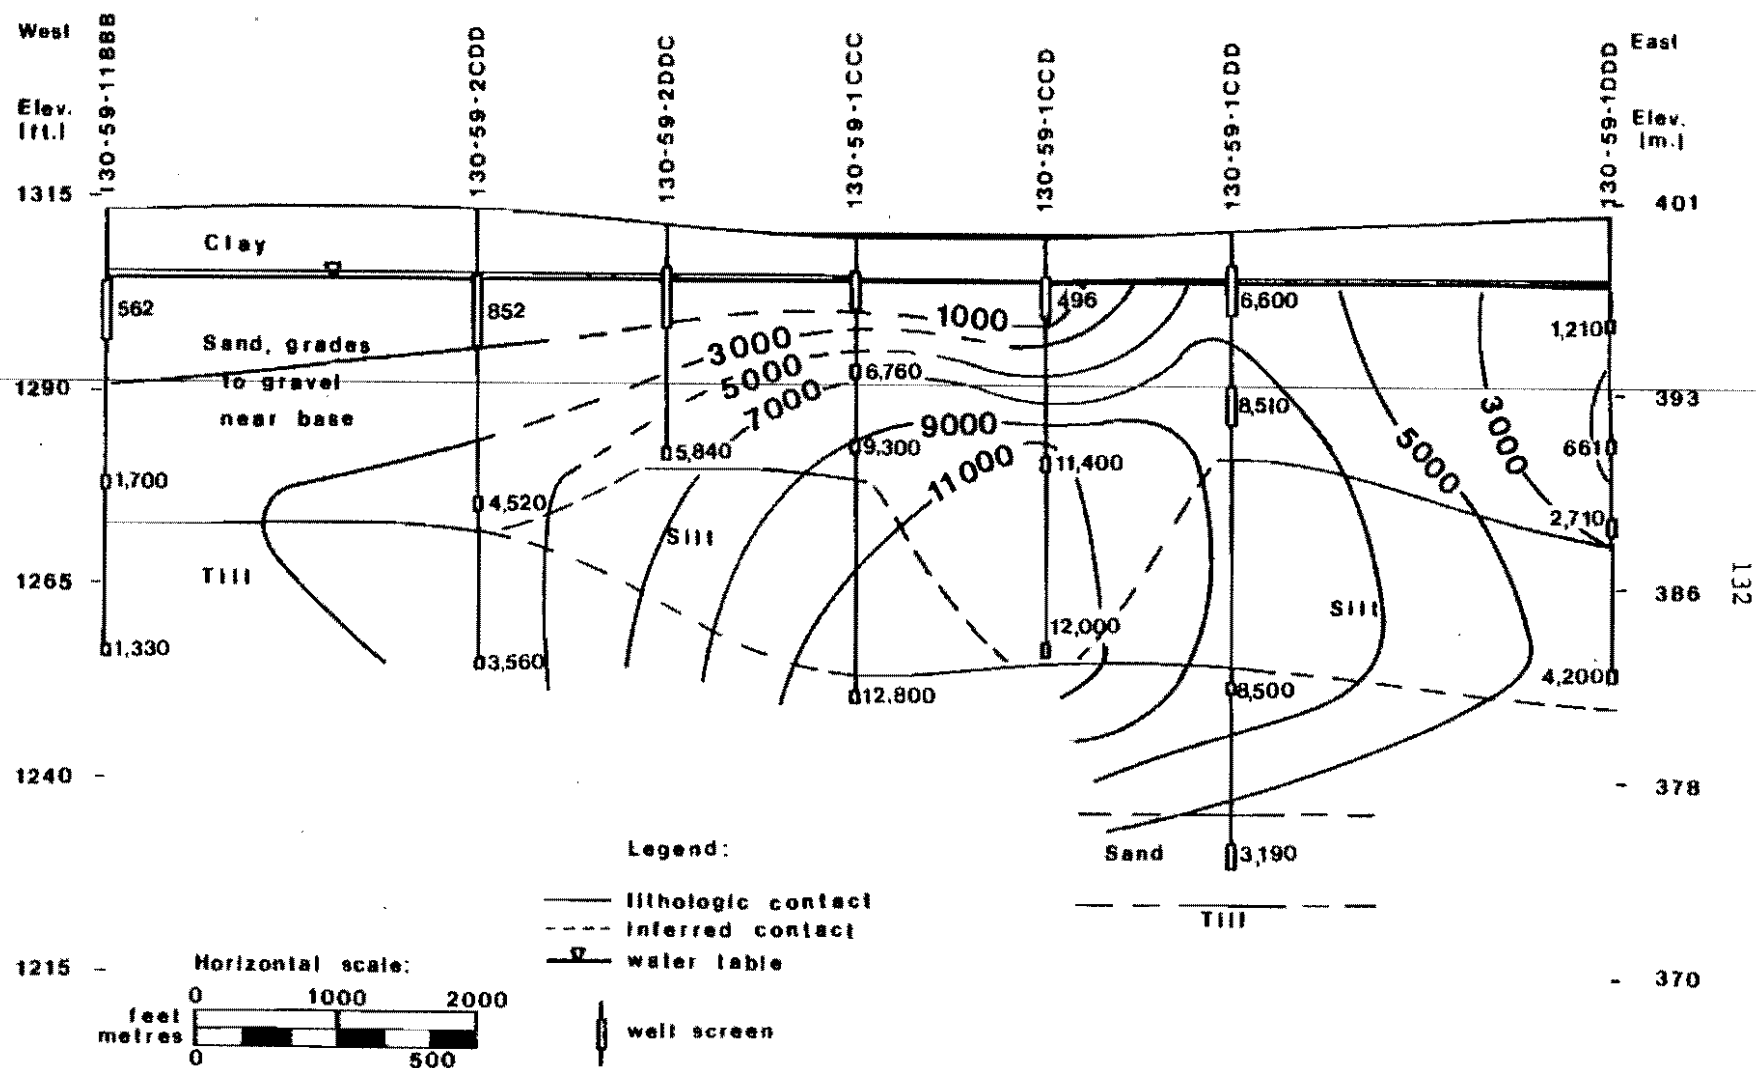 West
Elev.
[ft.]
130-59-11BBB
130-59-2CDD
130-59-2DDC
130-59-1CCC
130-59-1CCD
130-59-1CDD
130-59-1DDD
East
Elev.
[m.]
1315
401
Clay
562
852
496
6,600
1,210
1000
Sand, grades
to gravel
near base
3000
5000
7000
6,760
1290
393
8,510
9000
5,840
9,300
11000
11,400
5000
3000
661
1,700
4,520
2,710
Silt
Till
1265
386
Silt
132
1,330
3,560
12,000
12,800
8,500
4,200
1240
378
Sand
3,190
Till
Legend:
lithologic contact
inferred contact
water table
well screen
1215
370
Horizontal scale:
0 1000 2000
feet
metres
0 500